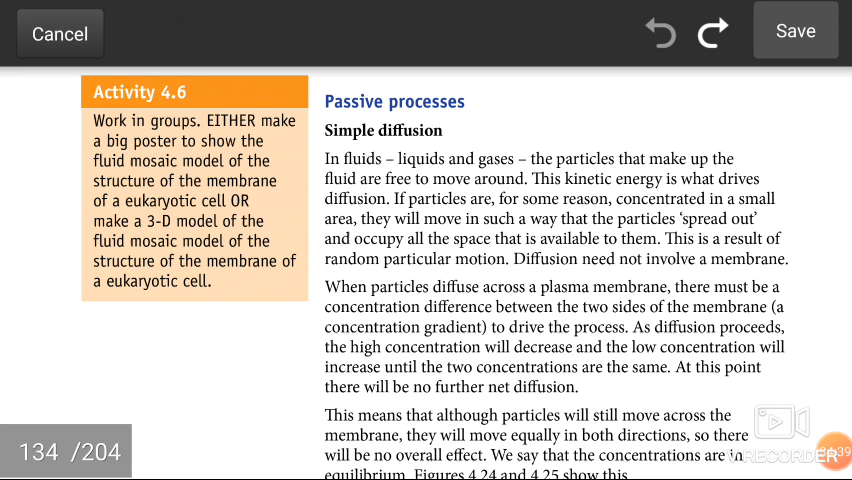 Cancel
Save
Activity 4.6
Work in groups. EITHER make
a big poster to show the
fluid mosaic model of the
structure of the membrane
of a eukaryotic cell OR
make a 3-D model of the
fluid mosaic model of the
structure of the membrane of
a eukaryotic cell.
Passive processes
Simple diffusion
In fluids – liquids and gases – the particles that make up the
fluid are free to move around. This kinetic energy is what drives
diffusion. If particles are, for some reason, concentrated in a small
area, they will move in such a way that the particles ‘spread out’
and occupy all the space that is available to them. This is a result of
random particular motion. Diffusion need not involve a membrane.
When particles diffuse across a plasma membrane, there must be a
concentration difference between the two sides of the membrane (a
concentration gradient) to drive the process. As diffusion proceeds,
the high concentration will decrease and the low concentration will
increase until the two concentrations are the same. At this point
there will be no further net diffusion.
This means that although particles will still move across the
membrane, they will move equally in both directions, so there
will be no overall effect. We say that the concentrations are in
equilibrium. Figures 4.24 and 4.25 show this.
134 /204
RECORDER